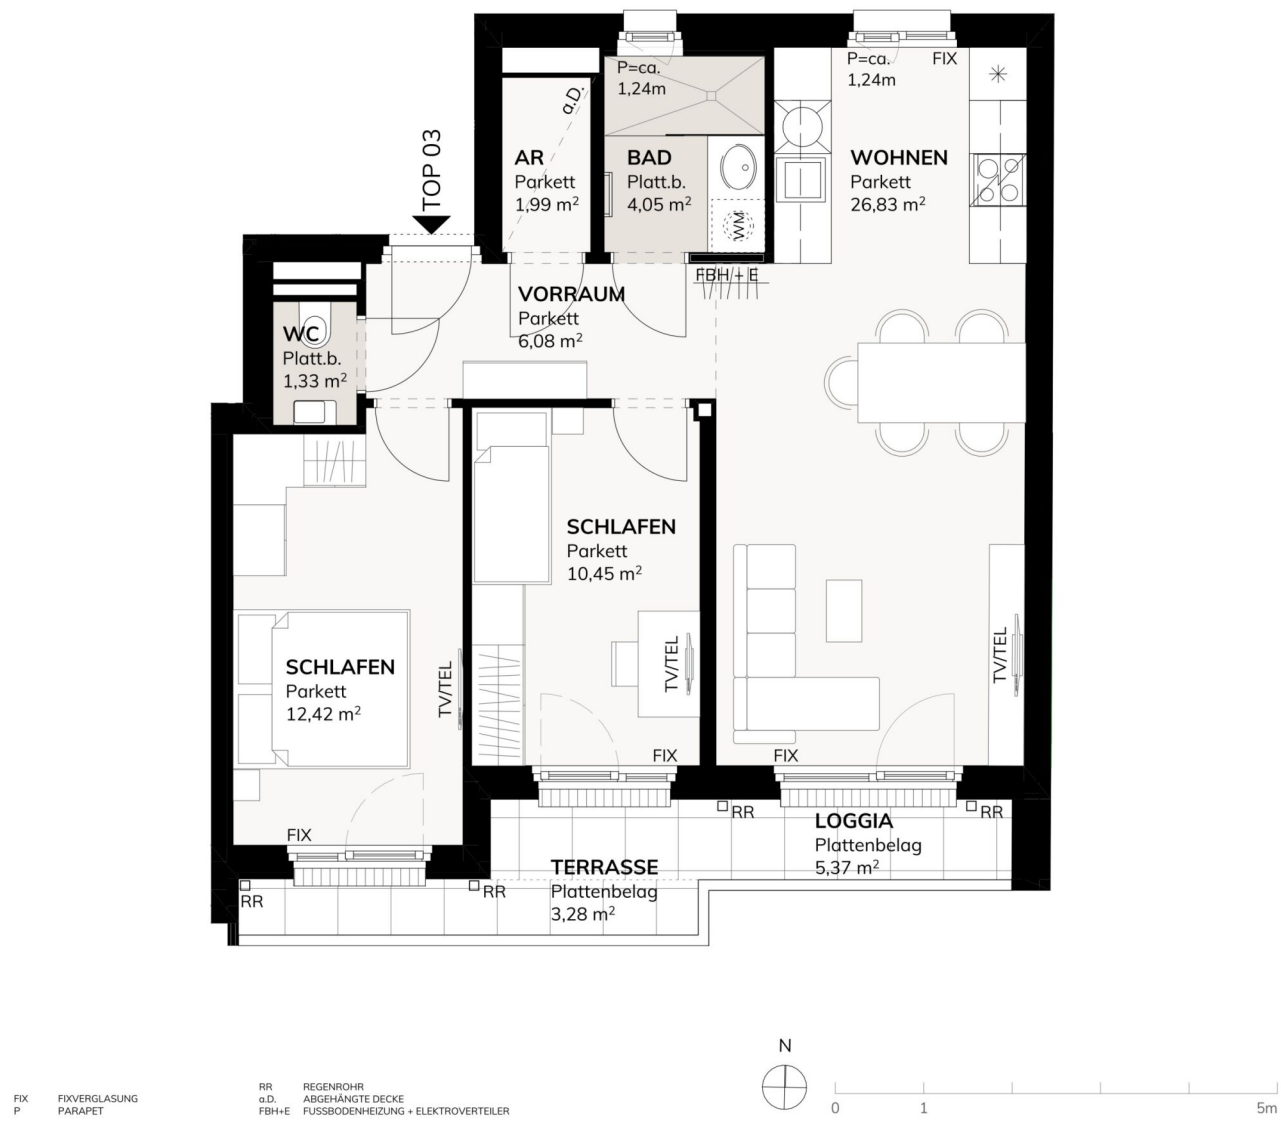 P=ca.
1,24m
P=ca.
1,24m
FIX
a.D.
TOP 03
AR
Parkett
1,99 m²
BAD
Platt.b.
4,05 m²
WM
WOHNEN
Parkett
26,83 m²
FBH + E
VORRAUM
Parkett
6,08 m²
WC
Platt.b.
1,33 m²
SCHLAFEN
Parkett
10,45 m²
TV/TEL
TV/TEL
SCHLAFEN
Parkett
12,42 m²
TV/TEL
FIX
FIX
FIX
RR
RR
LOGGIA
Plattenbelag
5,37 m²
TERRASSE
Plattenbelag
3,28 m²
RR
RR
N
0 1 5m
FIX FIXVERGLASUNG
P PARAPET
RR REGENROHR
a.D. ABGEHÄNGTE DECKE
FBH+E FUSSBODENHEIZUNG + ELEKTROVERTEILER